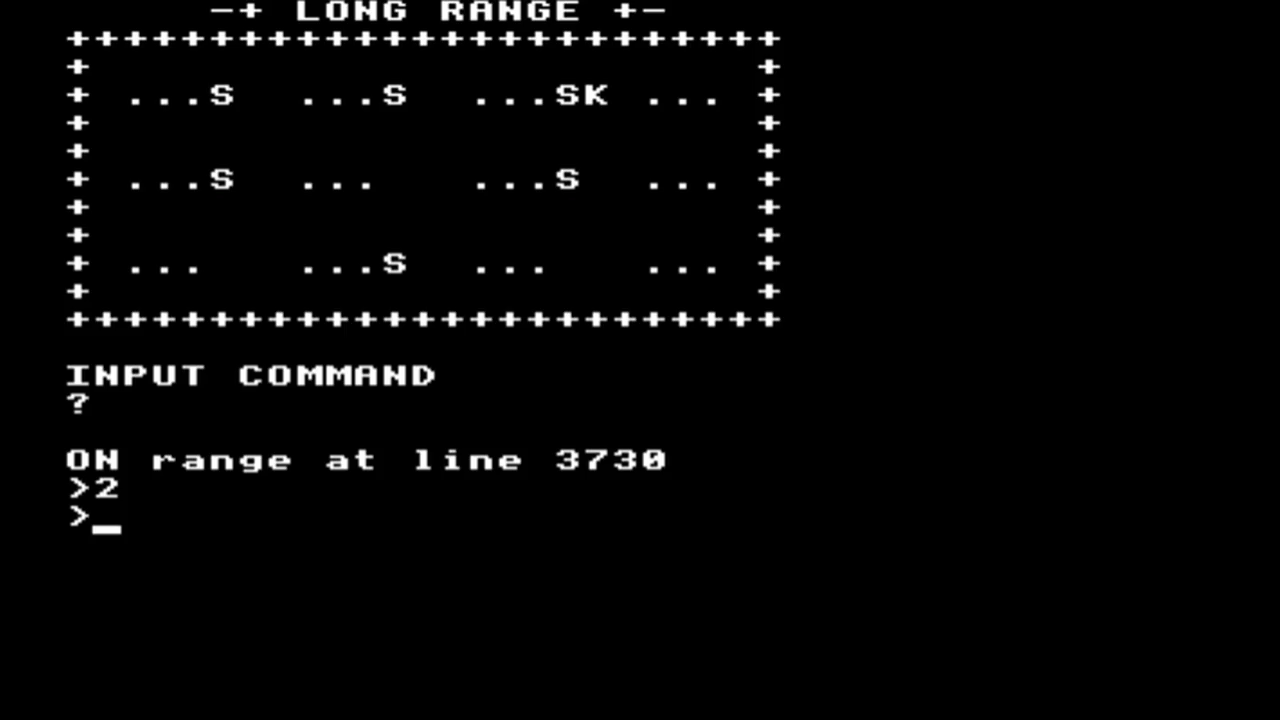 -+ LONG RANGE +-
+++++++++++++++++++++++++
+ +
+ ...S ...S ...SK ... +
+ +
+ +
+ ...S ... ...S ... +
+ +
+ +
+ ... ...S ... ... +
+ +
+++++++++++++++++++++++++
INPUT COMMAND
?
ON range at line 3730
>2
>_